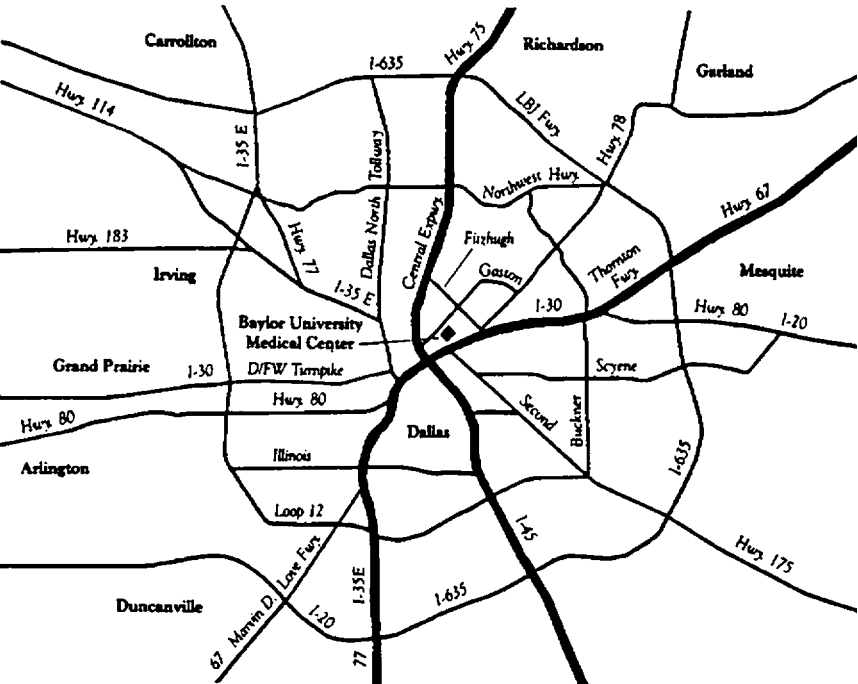 Carrollton
Hwy. 75
Richardson
I-635
Garland
Hwy. 114
LBJ Fwy.
I-35 E
Tollway
Hwy. 78
Northwest Hwy.
Hwy. 67
Dallas North
Central Expwy.
Hwy. 183
Hwy. 77
Fitzhugh
Thornton
Fwy.
Irving
Gaston
Mesquite
I-35 E
I-30
Hwy. 80
I-20
Baylor University
Medical Center
Grand Prairie
I-30
D/FW Turnpike
Scyene
Hwy. 80
Hwy. 80
Second
Buckner
Dallas
Illinois
Arlington
I-635
Loop 12
I-45
Hwy. 175
Marvin D. Love Fwy.
I-35E
Duncanville
I-20
I-635
67
77